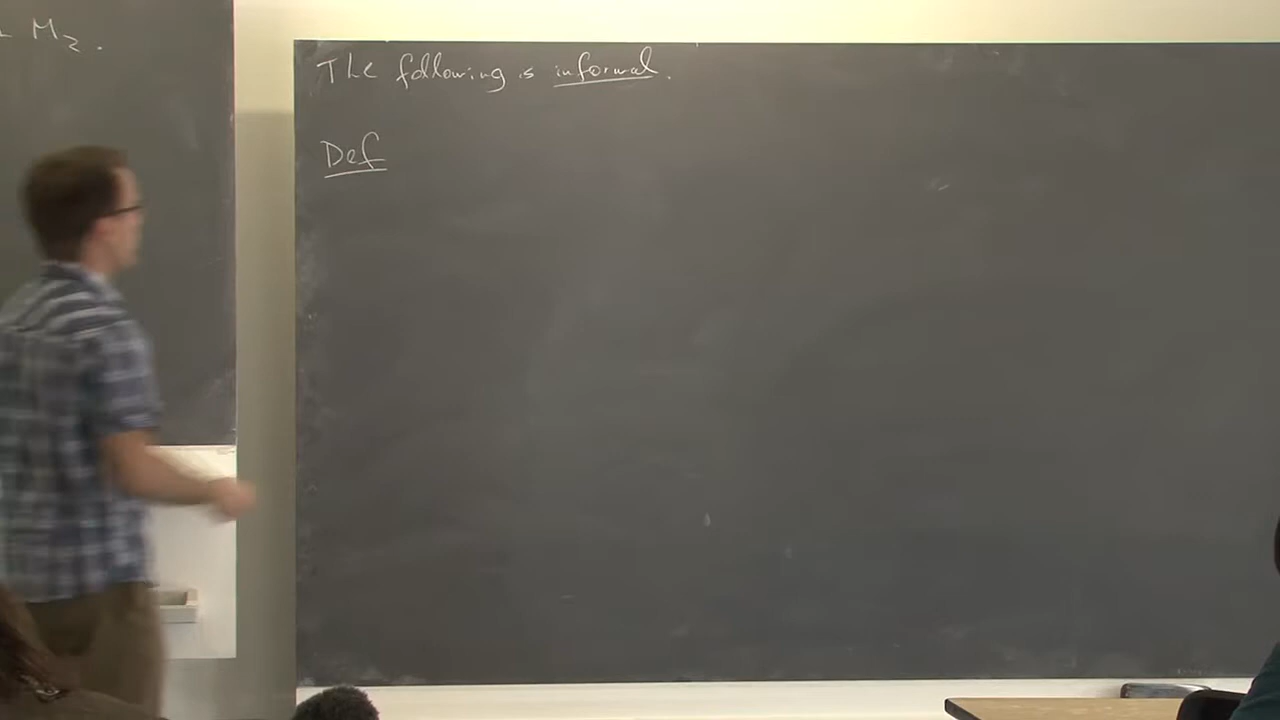 M₂.
The following is informal.
Def